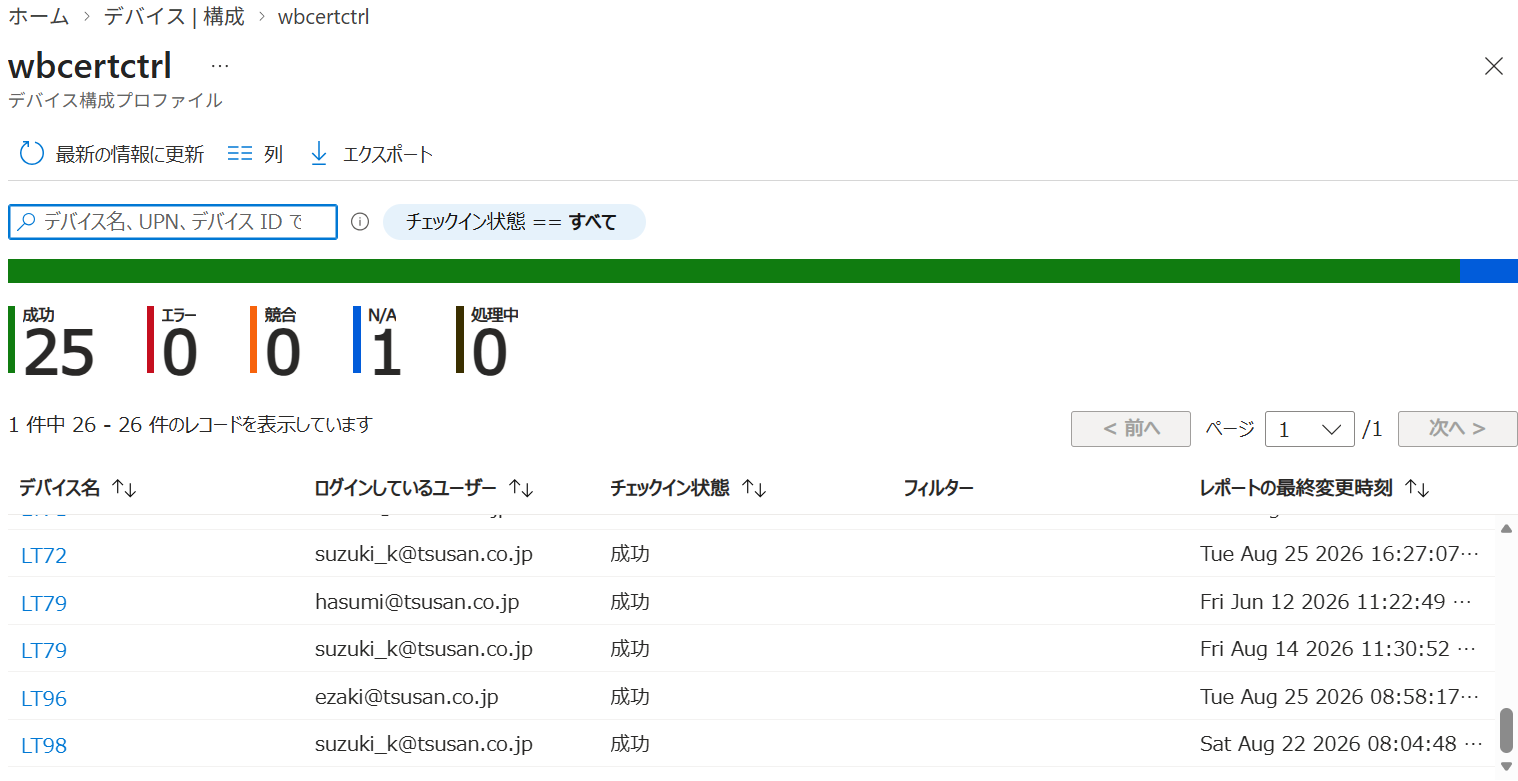 ホーム > デバイス | 構成 > wbcertctrl
wbcertctrl ...
デバイス構成プロファイル
最新の情報に更新 列 エクスポート
デバイス名、UPN、デバイス ID で チェックイン状態 == すべて
成功 エラー 競合 N/A 処理中
25 0 0 1 0
1 件中 26 - 26 件のレコードを表示しています
< 前へ ページ 1 /1 次へ >
デバイス名 ログインしているユーザー チェックイン状態 フィルター レポートの最終変更時刻
LT72 suzuki_k@tsusan.co.jp 成功 Tue Aug 25 2026 16:27:07...
LT79 hasumi@tsusan.co.jp 成功 Fri Jun 12 2026 11:22:49 ...
LT79 suzuki_k@tsusan.co.jp 成功 Fri Aug 14 2026 11:30:52 ...
LT96 ezaki@tsusan.co.jp 成功 Tue Aug 25 2026 08:58:17...
LT98 suzuki_k@tsusan.co.jp 成功 Sat Aug 22 2026 08:04:48 ...